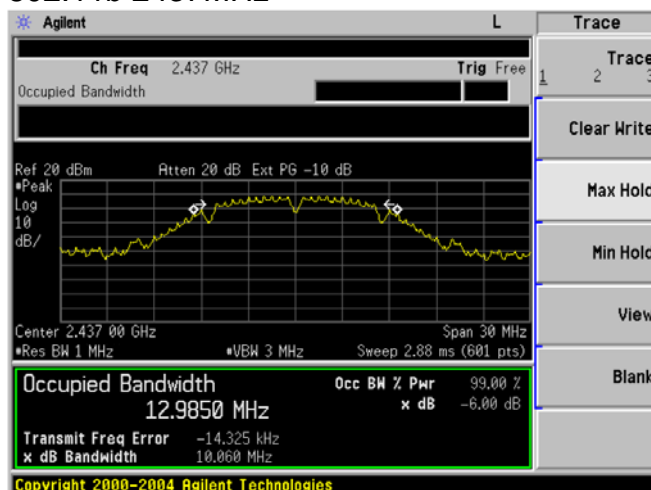 Agilent L Trace
Ch Freq 2.437 GHz Trig Free
Occupied Bandwidth
Trace
1 2 3
Clear Write
Max Hold
Min Hold
View
Blank
Ref 20 dBm Atten 20 dB Ext PG -10 dB
■Peak
Log
10
dB/
Center 2.437 00 GHz Span 30 MHz
■Res BW 1 MHz ■VBW 3 MHz Sweep 2.88 ms (601 pts)
Occupied Bandwidth Occ BW % Pwr 99.00 %
12.9850 MHz x dB -6.00 dB
Transmit Freq Error -14.325 kHz
x dB Bandwidth 10.060 MHz
Copyright 2000-2004 Agilent Technologies